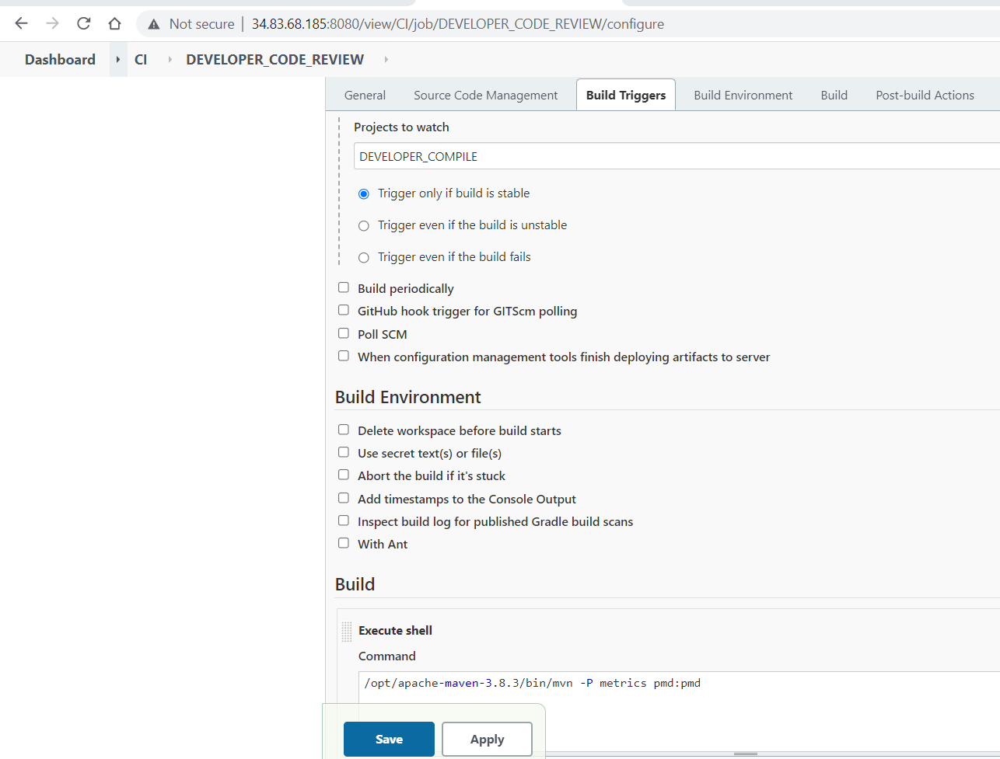 Not secure | 34.83.68.185:8080/view/CI/job/DEVELOPER_CODE_REVIEW/configure
Dashboard CI DEVELOPER_CODE_REVIEW
General Source Code Management Build Triggers Build Environment Build Post-build Actions
Projects to watch
DEVELOPER_COMPILE
Trigger only if build is stable
Trigger even if the build is unstable
Trigger even if the build fails
Build periodically
GitHub hook trigger for GITScm polling
Poll SCM
When configuration management tools finish deploying artifacts to server
Build Environment
Delete workspace before build starts
Use secret text(s) or file(s)
Abort the build if it's stuck
Add timestamps to the Console Output
Inspect build log for published Gradle build scans
With Ant
Build
Execute shell
Command
/opt/apache-maven-3.8.3/bin/mvn -P metrics pmd:pmd
Save Apply